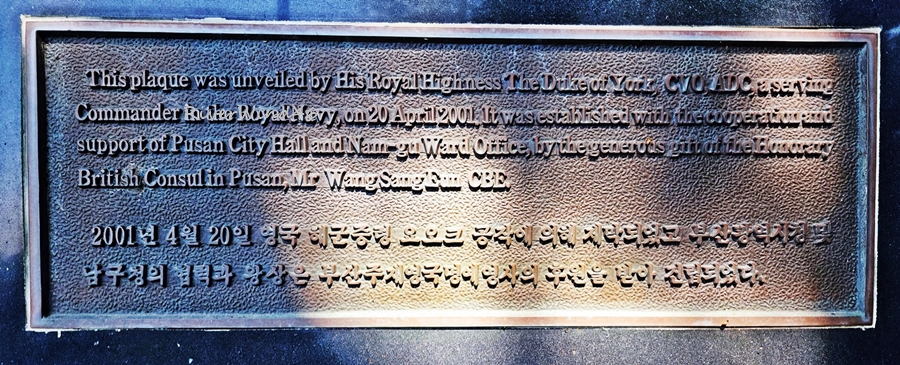 This plaque was unveiled by His Royal Highness The Duke of York, CVO ADC, a serving
Commander in the Royal Navy, on 20 April 2001. It was established with the cooperation and
support of Pusan City Hall and Nam-gu Ward Office, by the generous gift of the Honorary
British Consul in Pusan, Mr Wang Sang Eun CBE.
2001년 4월 20일 영국 해군중령 요오크 공작에 의해 제막되었고 부산광역시청 및
남구청의 협력과 왕상은 부산주재영국명예영사의 후원을 받아 건립되었다.